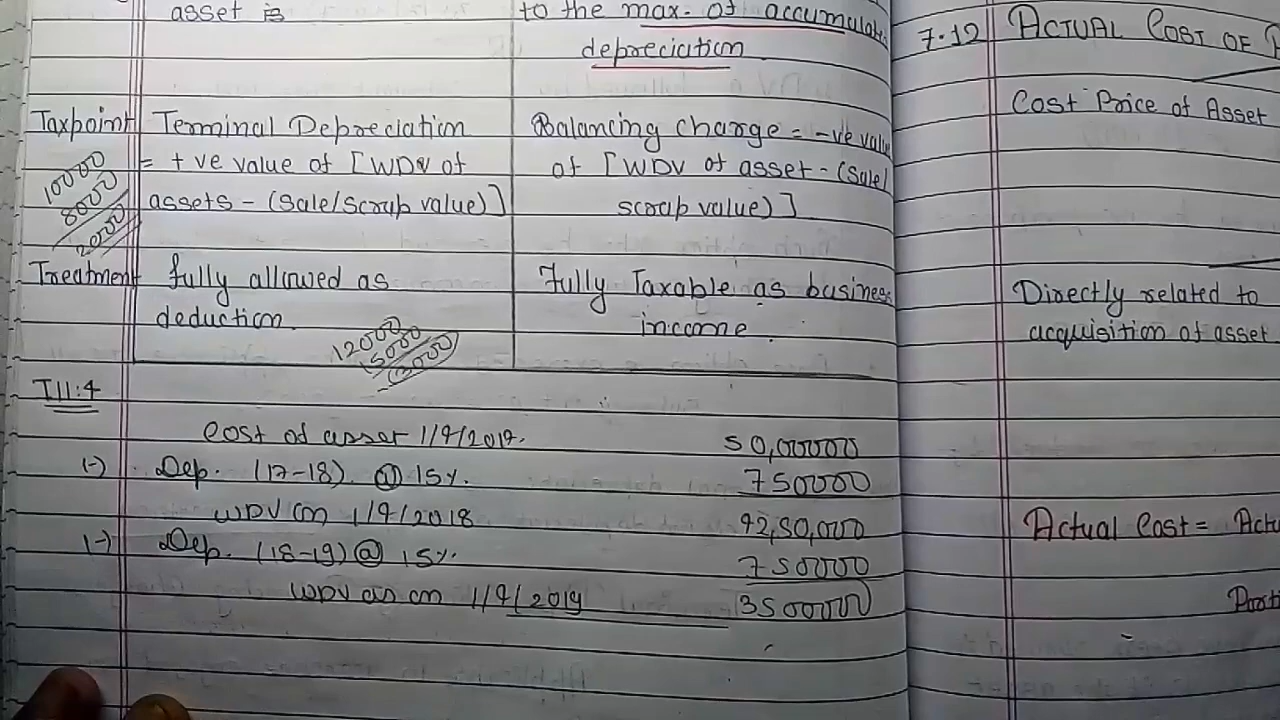 asset is
to the max. of accumulate
depreciation
Taxpoint
Terminal Depreciation
= +ve value of [WDV of
assets - (Sale/Scrap value)]
Balancing charge = -ve value
of [WDV of asset - (Sale/
scrap value)]
10000
8000
2000
Treatment
fully allowed as
deduction.
Fully Taxable as business
income.
12000
15000
-(3000)
Ill:4
Cost of asset 1/4/2017. 50,00000
(-) Dep. (17-18) @ 15%. 750000
WDV on 1/4/2018 42,50,000
(-) Dep. (18-19) @ 15%. 750000
WDV as on 1/4/2019 3500000
7.12 ACTUAL COST OF
Cost Price of Asset
Directly related to
acquisition of asset
Actual Cost =